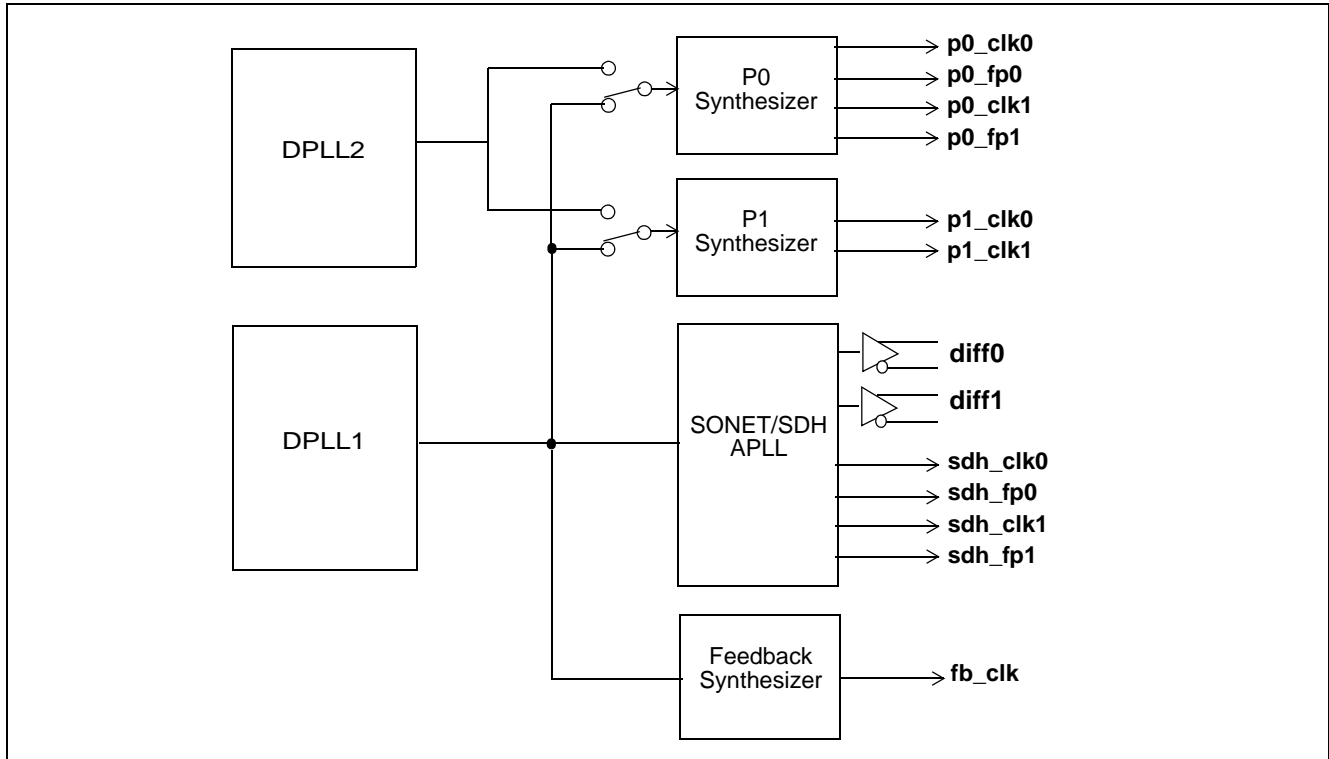 DPLL2
P0
Synthesizer
p0_clk0
p0_fp0
p0_clk1
p0_fp1
P1
Synthesizer
p1_clk0
p1_clk1
DPLL1
SONET/SDH
APLL
diff0
diff1
sdh_clk0
sdh_fp0
sdh_clk1
sdh_fp1
Feedback
Synthesizer
fb_clk